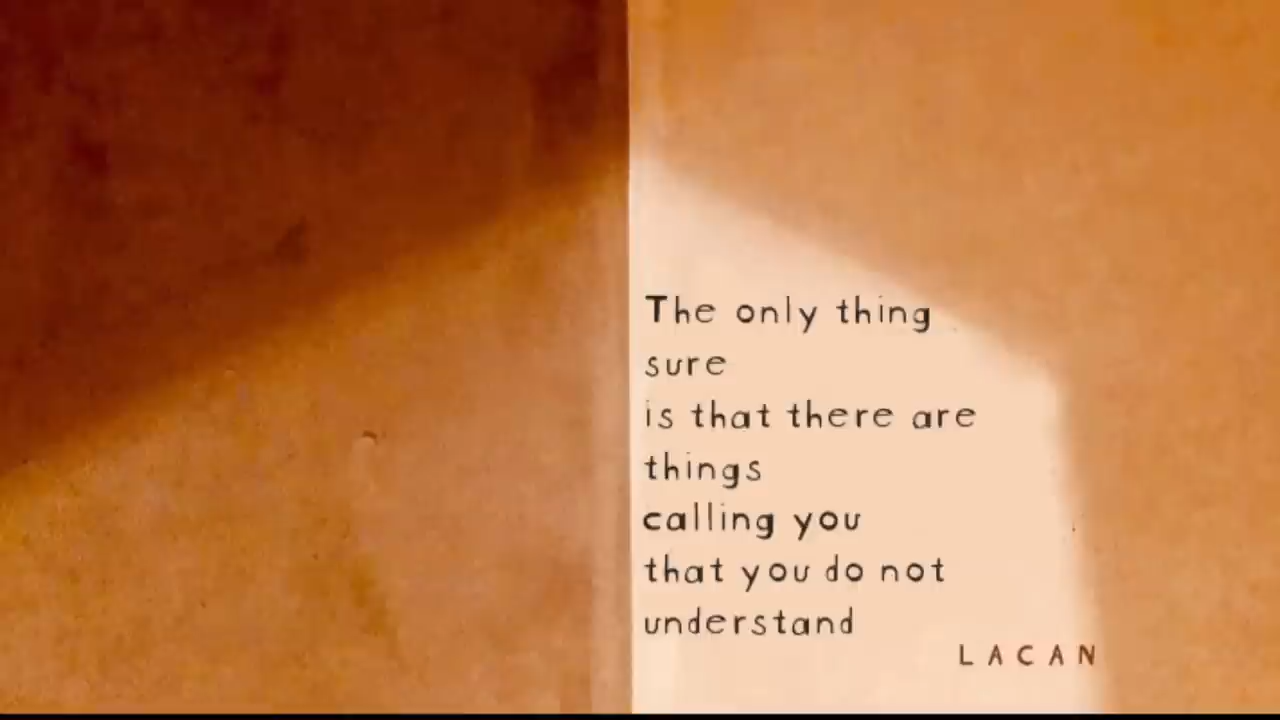 The only thing
sure
is that there are
things
calling you
that you do not
understand
LACAN